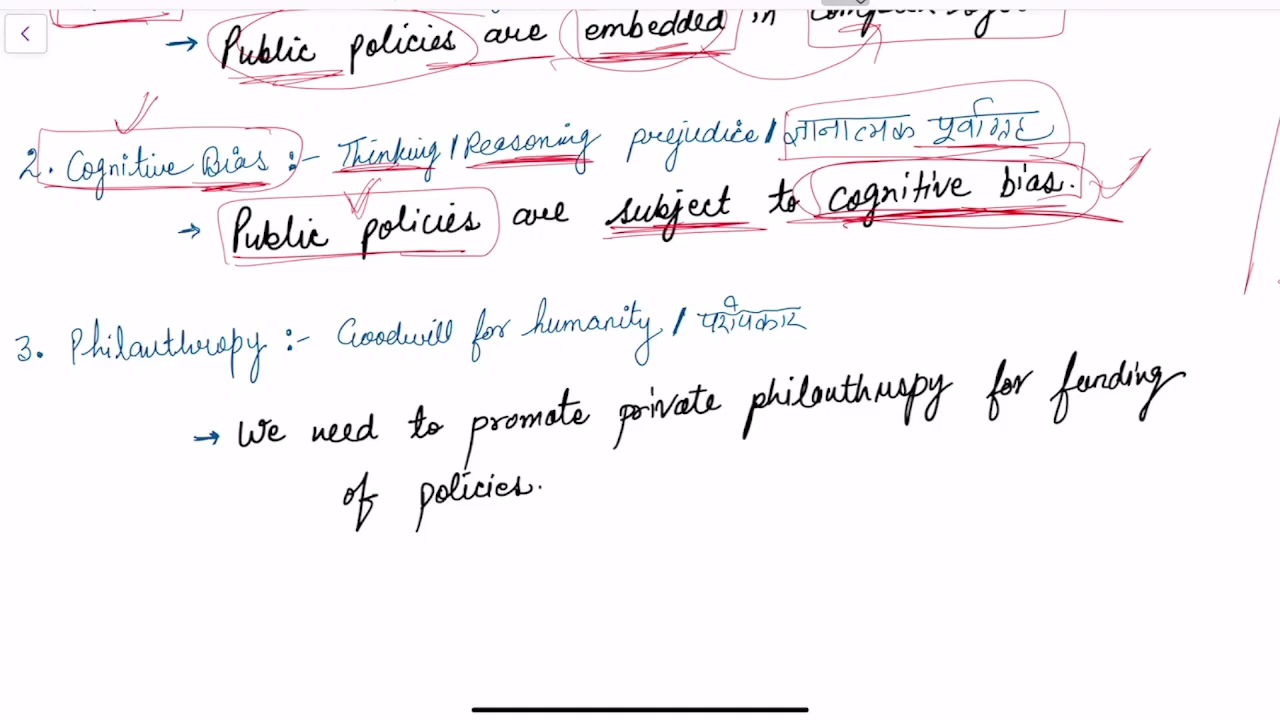 → Public policies are embedded in
2. Cognitive Bias :- Thinking / Reasoning prejudice / ज्ञानात्मक पूर्वाग्रह
→ Public policies are subject to cognitive bias.
3. Philanthropy :- Goodwill for humanity / परोपकार
→ We need to promote private philanthropy for funding
of policies.